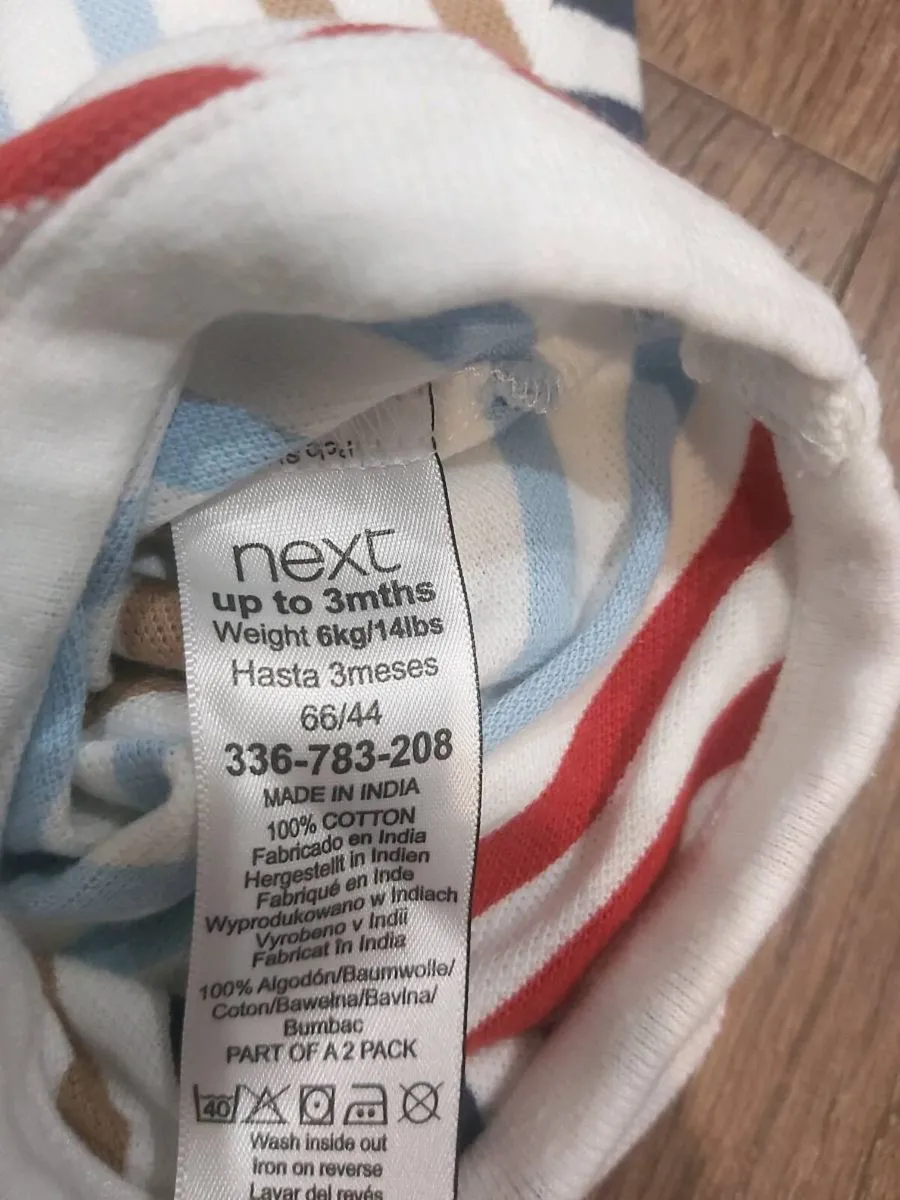 next
up to 3mths
Weight 6kg/14lbs
Hasta 3meses
66/44
336-783-208
MADE IN INDIA
100% COTTON
Fabricado en India
Hergestellt in Indien
Fabriqué en Inde
Wyprodukowano w Indiach
Vyrobeno v Indii
Fabricat în India
100% Algodón/Baumwolle/
Coton/Bawełna/Bavlna/
Bumbac
PART OF A 2 PACK
40
Wash inside out
Iron on reverse
Lavar del revés